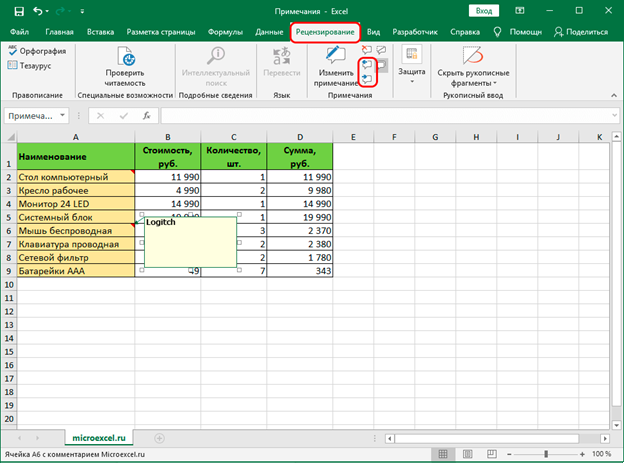 Примечания - Excel
Вход
Файл Главная Вставка Разметка страницы Формулы Данные Рецензирование Вид Разработчик Справка Помощн Поделиться
ABC
Орфография
Тезаурус
Проверить читаемость
Интеллектуальный поиск
Перевести
Изменить примечание
Защита
Скрыть рукописные фрагменты
Правописание Специальные возможности Подробные сведения Язык Примечания Рукописный ввод
Примеча... fx
A B C D E F G H I J K
1 Наименование Стоимость, руб. Количество, шт. Сумма, руб.
2 Стол компьютерный 11 990 1 11 990
3 Кресло рабочее 4 990 2 9 980
4 Монитор 24 LED 14 990 1 14 990
5 Системный блок 1 19 990
Logitch
6 Мышь беспроводная 3 2 370
7 Клавиатура проводная 2 2 380
8 Сетевой фильтр 2 1 780
9 Батарейки AAA 49 7 343
10
11
12
13
14
15
16
17
18
19
20
microexcel.ru
Ячейка A6 с комментарием Microexcel.ru
100 %